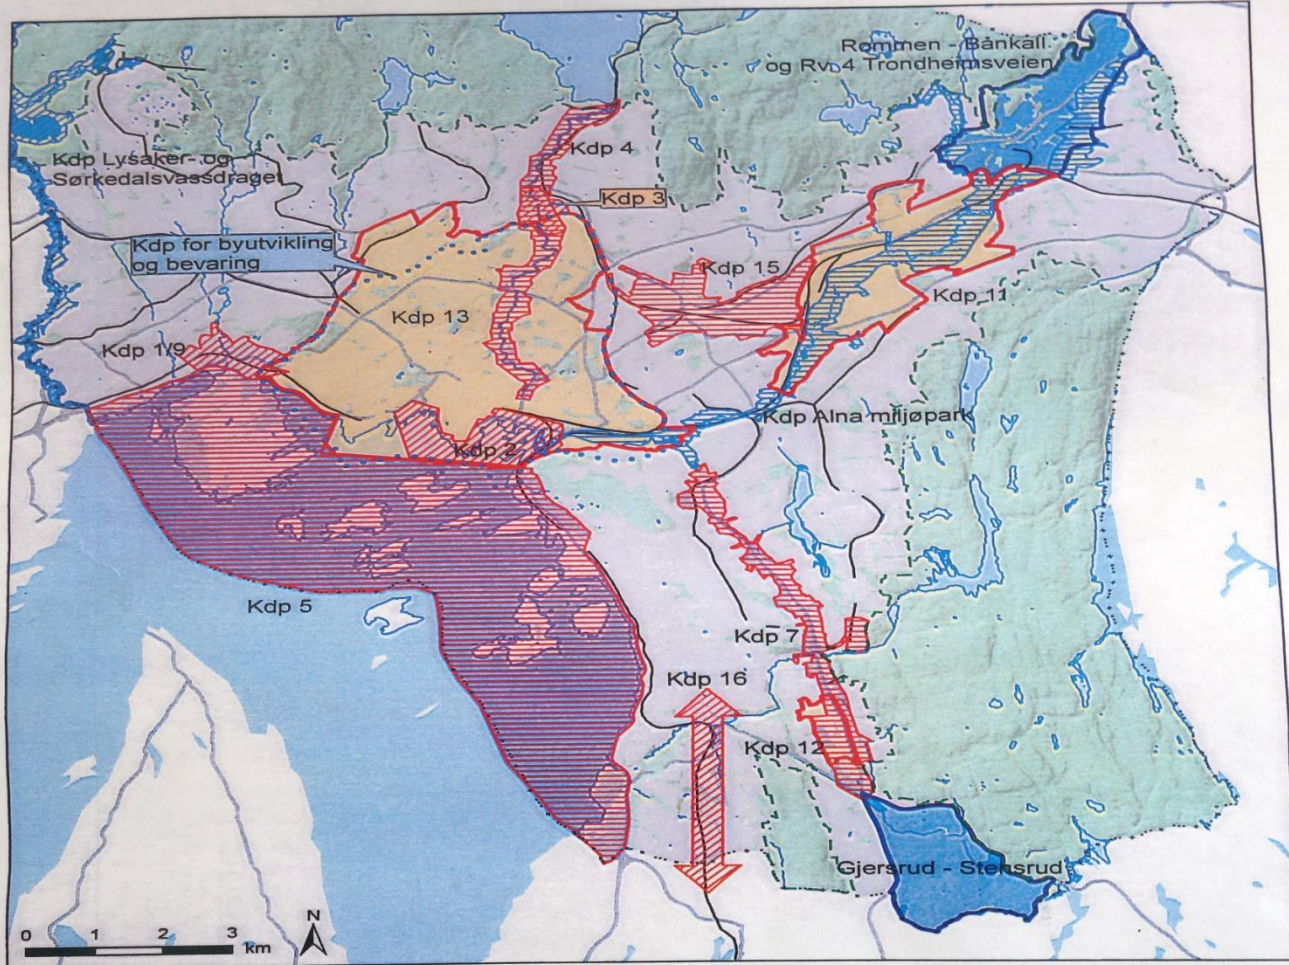 Rommen - Bånkall
og Rv. 4 Trondheimsveien
Kdp 4
Kdp Lysaker- og
Sørkedalsvassdraget
Kdp 3
Kdp for byutvikling
og bevaring
Kdp 15
Kdp 11
Kdp 13
Kdp 1/9
Kdp Alna miljøpark
Kdp 2
Kdp 5
Kdp 7
Kdp 16
Kdp 12
Gjersrud - Stensrud
N
0 1 2 3
km